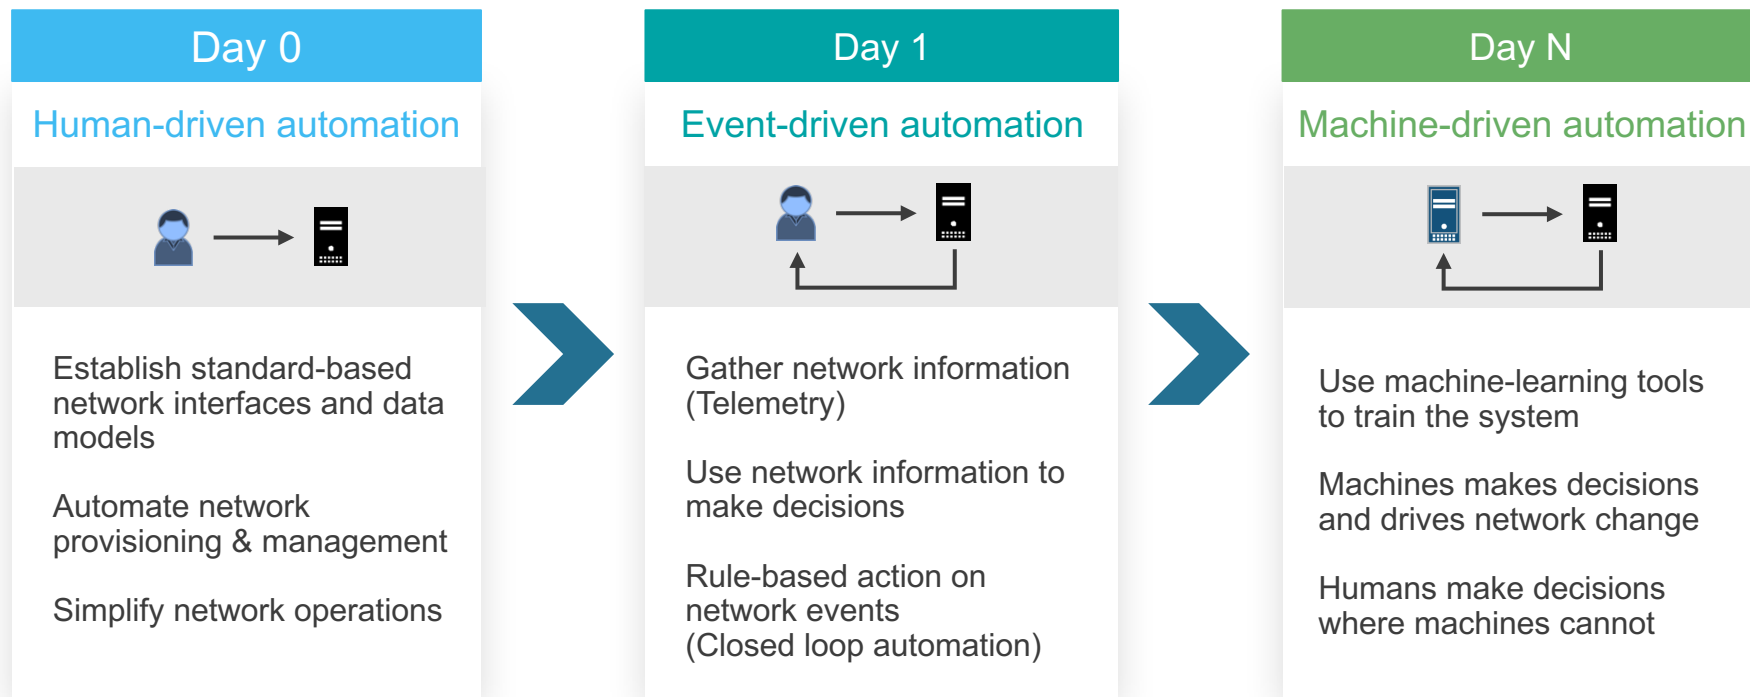 Day 0
Human-driven automation
Establish standard-based
network interfaces and data
models
Automate network
provisioning & management
Simplify network operations
Day 1
Event-driven automation
Gather network information
(Telemetry)
Use network information to
make decisions
Rule-based action on
network events
(Closed loop automation)
Day N
Machine-driven automation
Use machine-learning tools
to train the system
Machines makes decisions
and drives network change
Humans make decisions
where machines cannot